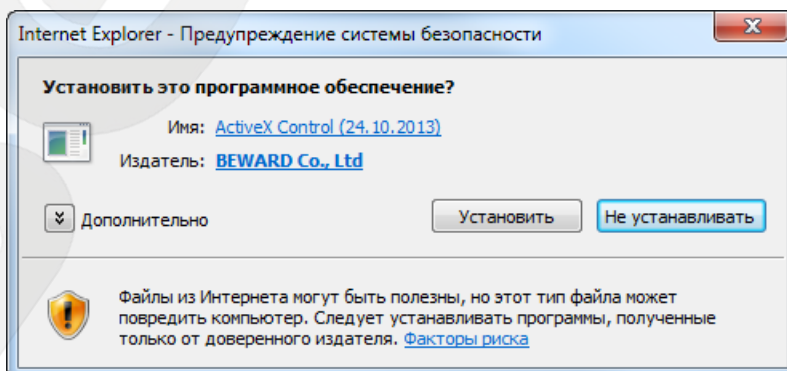 Internet Explorer - Предупреждение системы безопасности
Установить это программное обеспечение?
Имя: ActiveX Control (24.10.2013)
Издатель: BEWARD Co., Ltd
Дополнительно
Установить
Не устанавливать
Файлы из Интернета могут быть полезны, но этот тип файла может
повредить компьютер. Следует устанавливать программы, полученные
только от доверенного издателя. Факторы риска